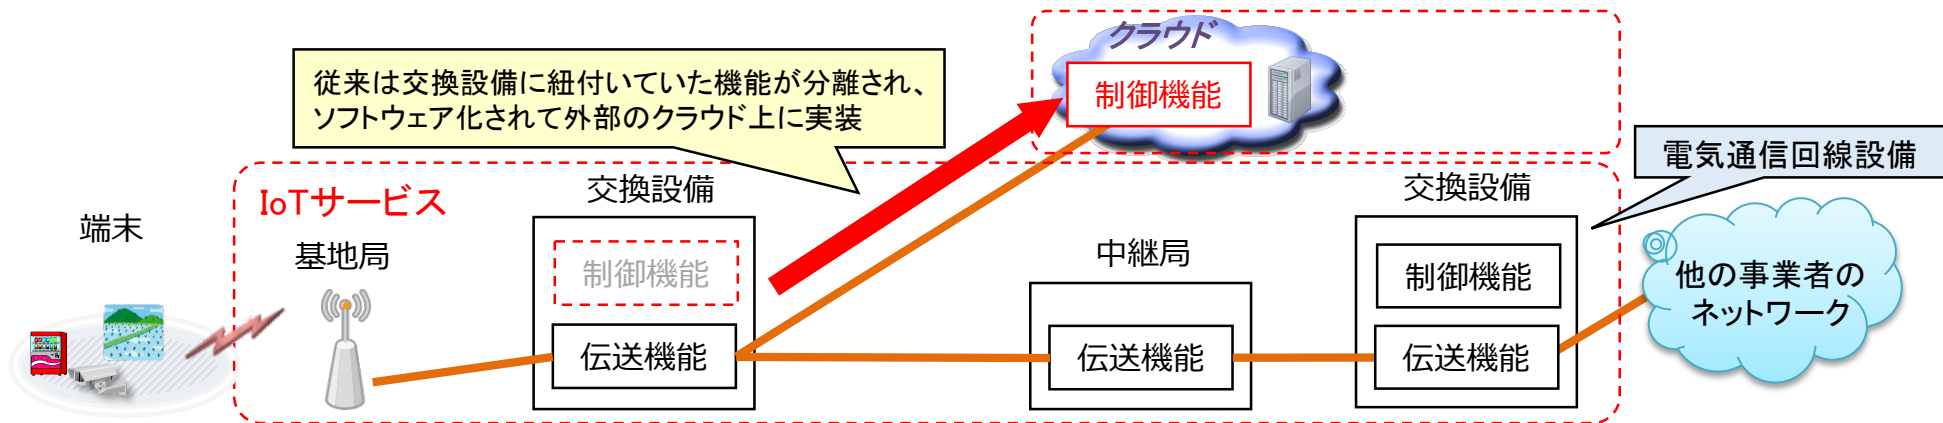 クラウド
制御機能
従来は交換設備に紐付いていた機能が分離され、
ソフトウェア化されて外部のクラウド上に実装
電気通信回線設備
IoTサービス
交換設備
交換設備
端末
基地局
中継局
制御機能
制御機能
他の事業者の
ネットワーク
伝送機能
伝送機能
伝送機能